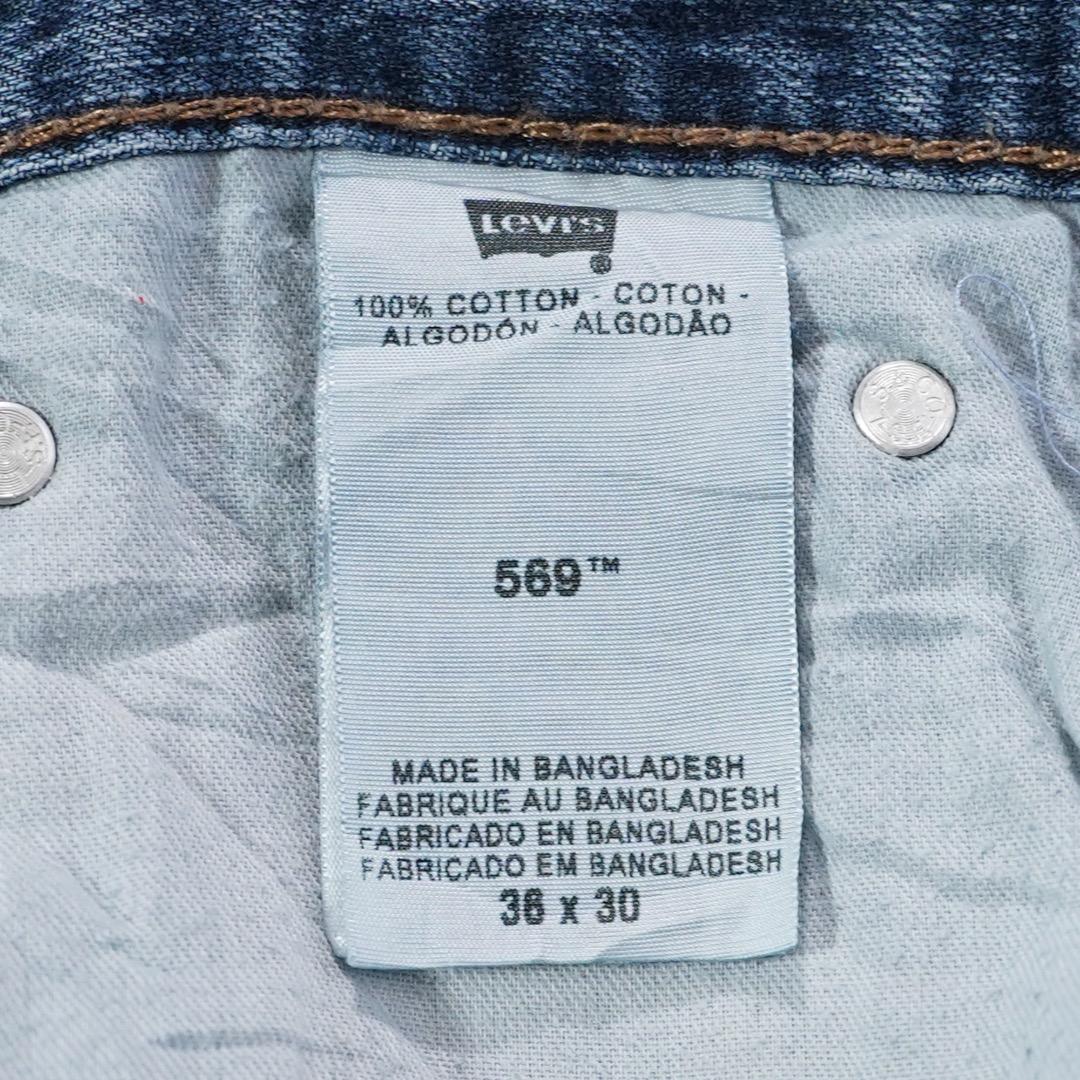 Levi's
®
100% COTTON - COTON -
ALGODÓN - ALGODÃO
569™
MADE IN BANGLADESH
FABRIQUE AU BANGLADESH
FABRICADO EN BANGLADESH
FABRICADO EM BANGLADESH
36 x 30